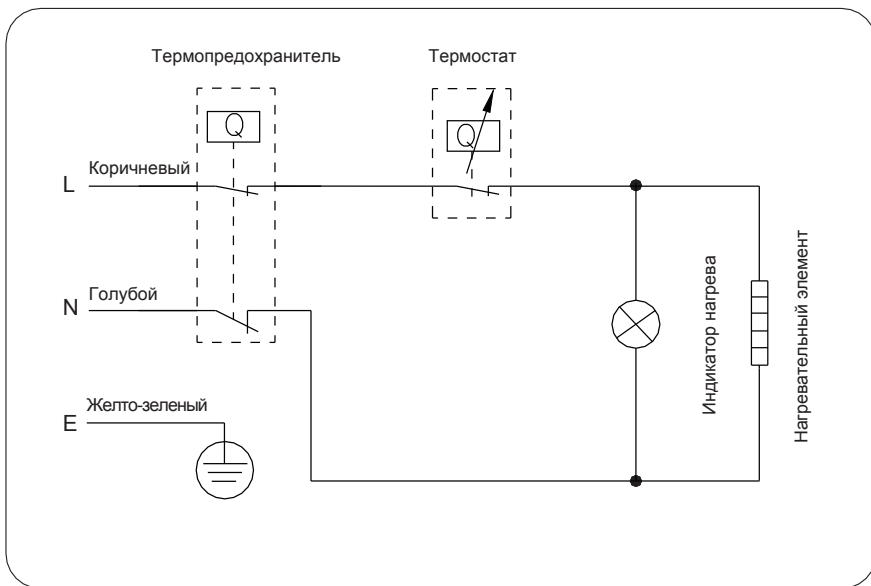 Термопредохранитель
Термостат
Q
Q
L
Коричневый
N
Голубой
E
Желто-зеленый
Индикатор нагрева
Нагревательный элемент